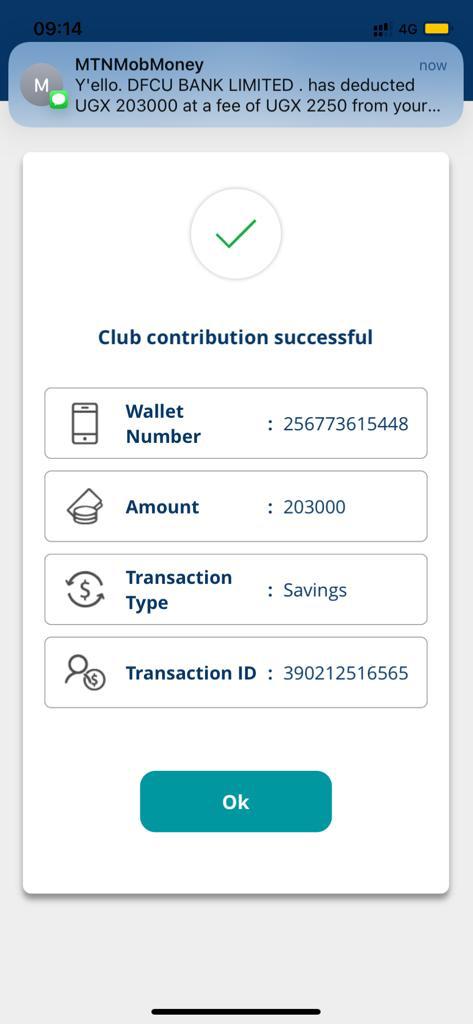 09:14
4G
MTNMobMoney
now
Y'ello. DFCU BANK LIMITED . has deducted
UGX 203000 at a fee of UGX 2250 from your...
M
Club contribution successful
Wallet
Number : 256773615448
Amount : 203000
Transaction
Type : Savings
Transaction ID : 390212516565
Ok